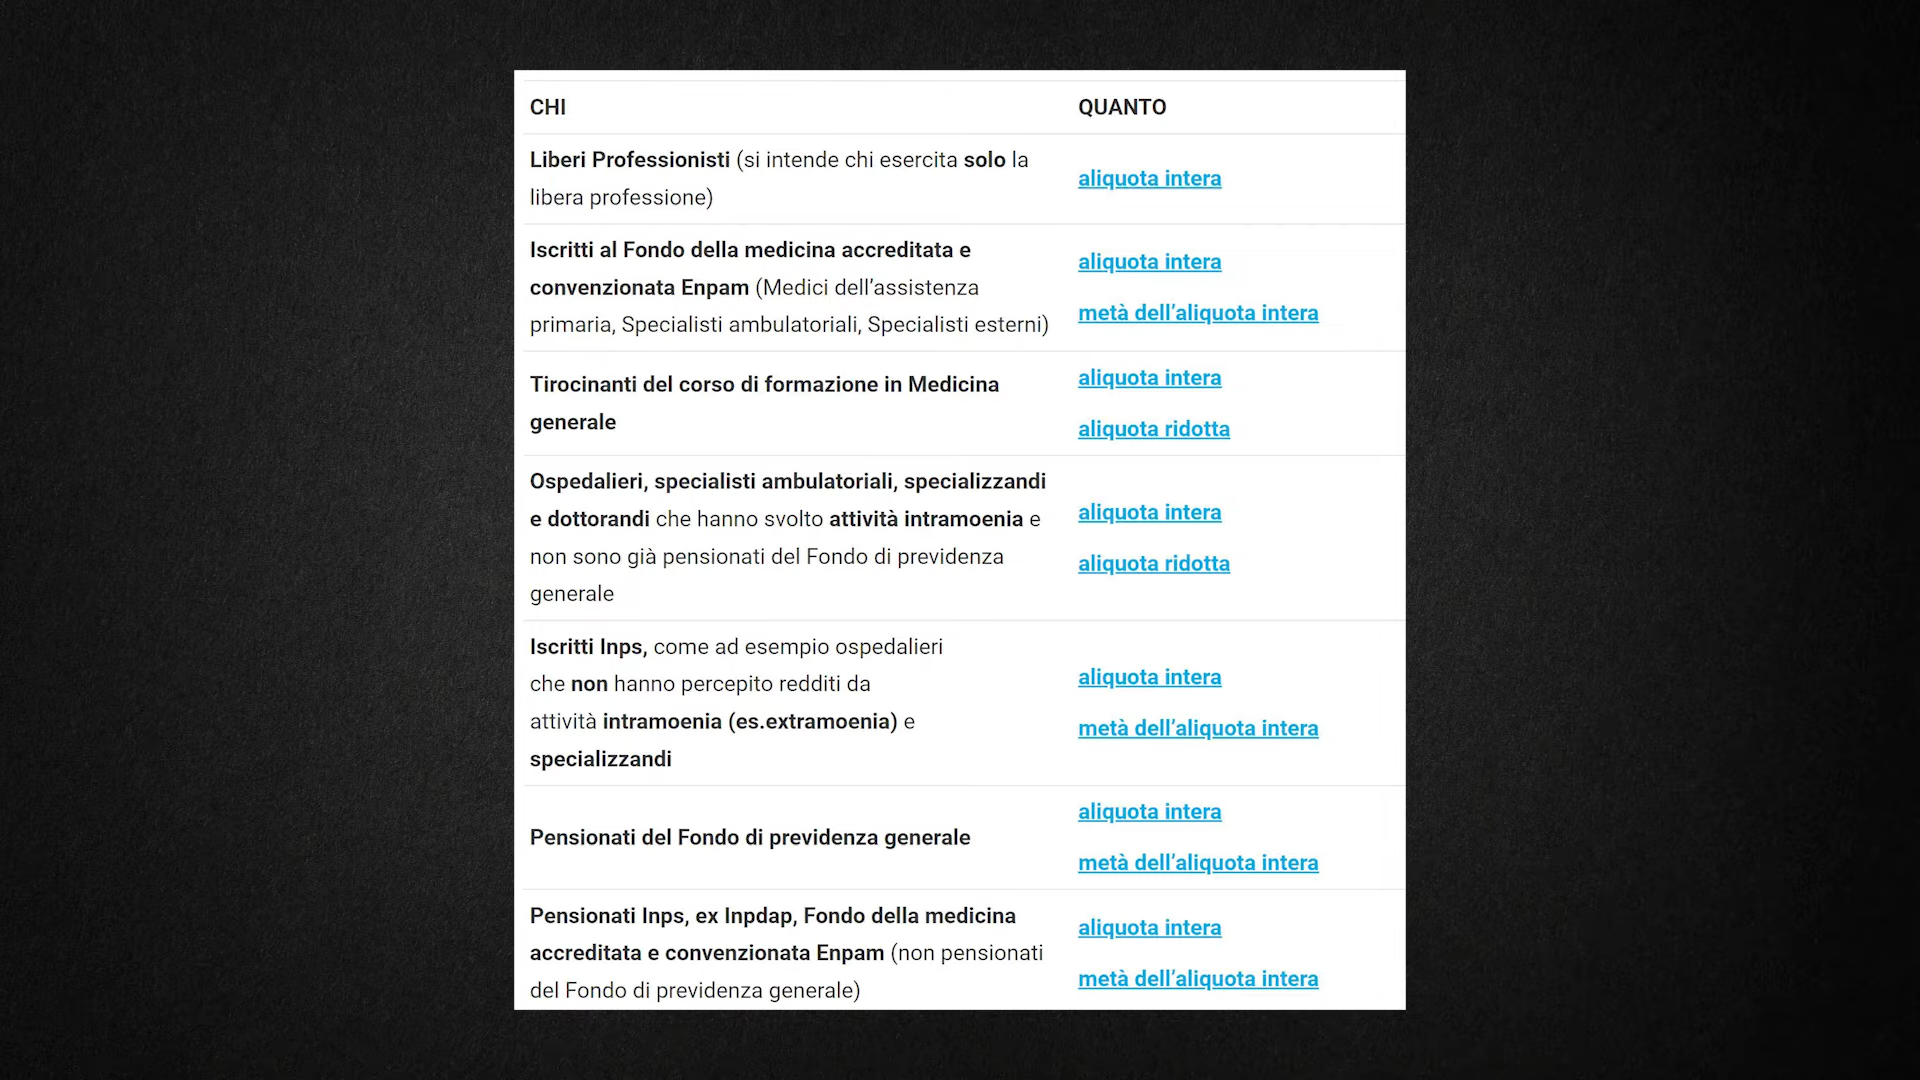 CHI QUANTO
Liberi Professionisti (si intende chi esercita solo la
libera professione)
aliquota intera
Iscritti al Fondo della medicina accreditata e
convenzionata Enpam (Medici dell’assistenza
primaria, Specialisti ambulatoriali, Specialisti esterni)
aliquota intera
metà dell’aliquota intera
Tirocinanti del corso di formazione in Medicina
generale
aliquota intera
aliquota ridotta
Ospedalieri, specialisti ambulatoriali, specializzandi
e dottorandi che hanno svolto attività intramoenia e
non sono già pensionati del Fondo di previdenza
generale
aliquota intera
aliquota ridotta
Iscritti Inps, come ad esempio ospedalieri
che non hanno percepito redditi da
attività intramoenia (es.extramoenia) e
specializzandi
aliquota intera
metà dell’aliquota intera
Pensionati del Fondo di previdenza generale
aliquota intera
metà dell’aliquota intera
Pensionati Inps, ex Inpdap, Fondo della medicina
accreditata e convenzionata Enpam (non pensionati
del Fondo di previdenza generale)
aliquota intera
metà dell’aliquota intera